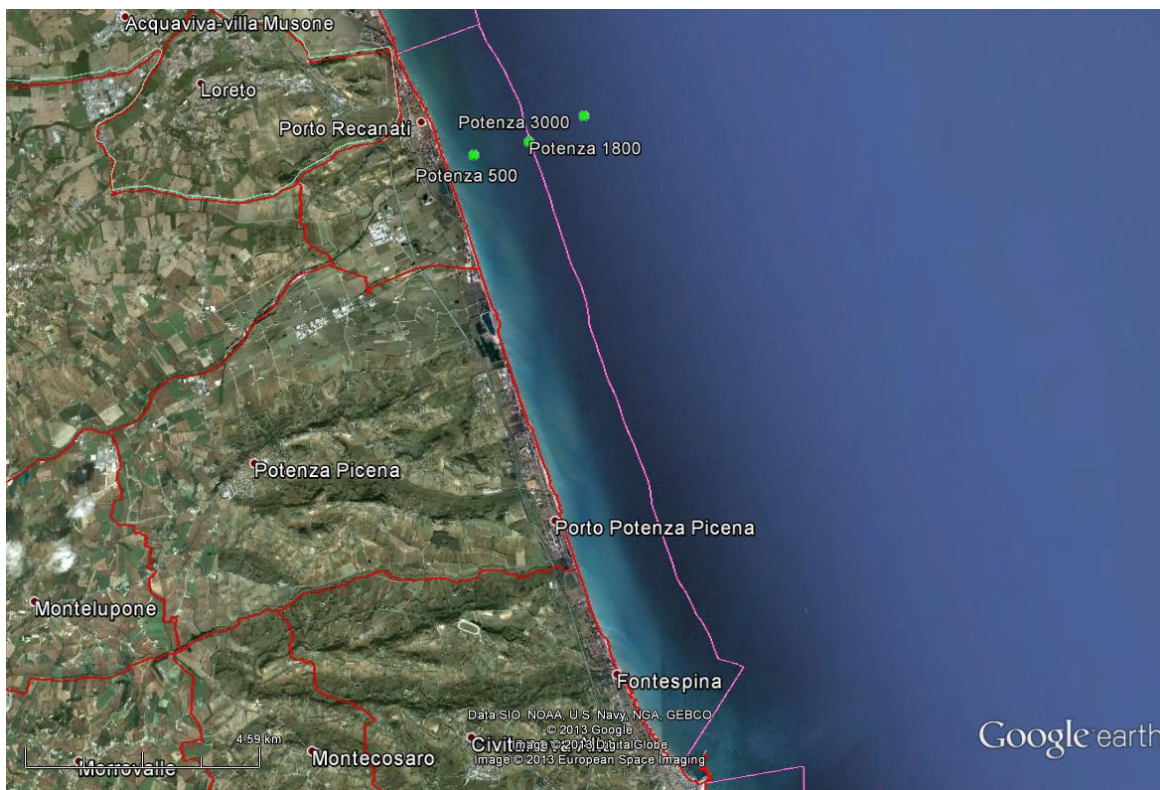 Acquaviva-villa Musone
Loreto
Porto Recanati
Potenza 3000
Potenza 1800
Potenza 500
Potenza Picena
Porto Potenza Picena
Montelupone
Fontespina
Data SIO, NOAA, U.S. Navy, NGA, GEBCO
© 2013 Google
Image © 2013 DigitalGlobe
Image © 2013 European Space Imaging
4.59 km
Morrovalle
Montecosaro
Google earth